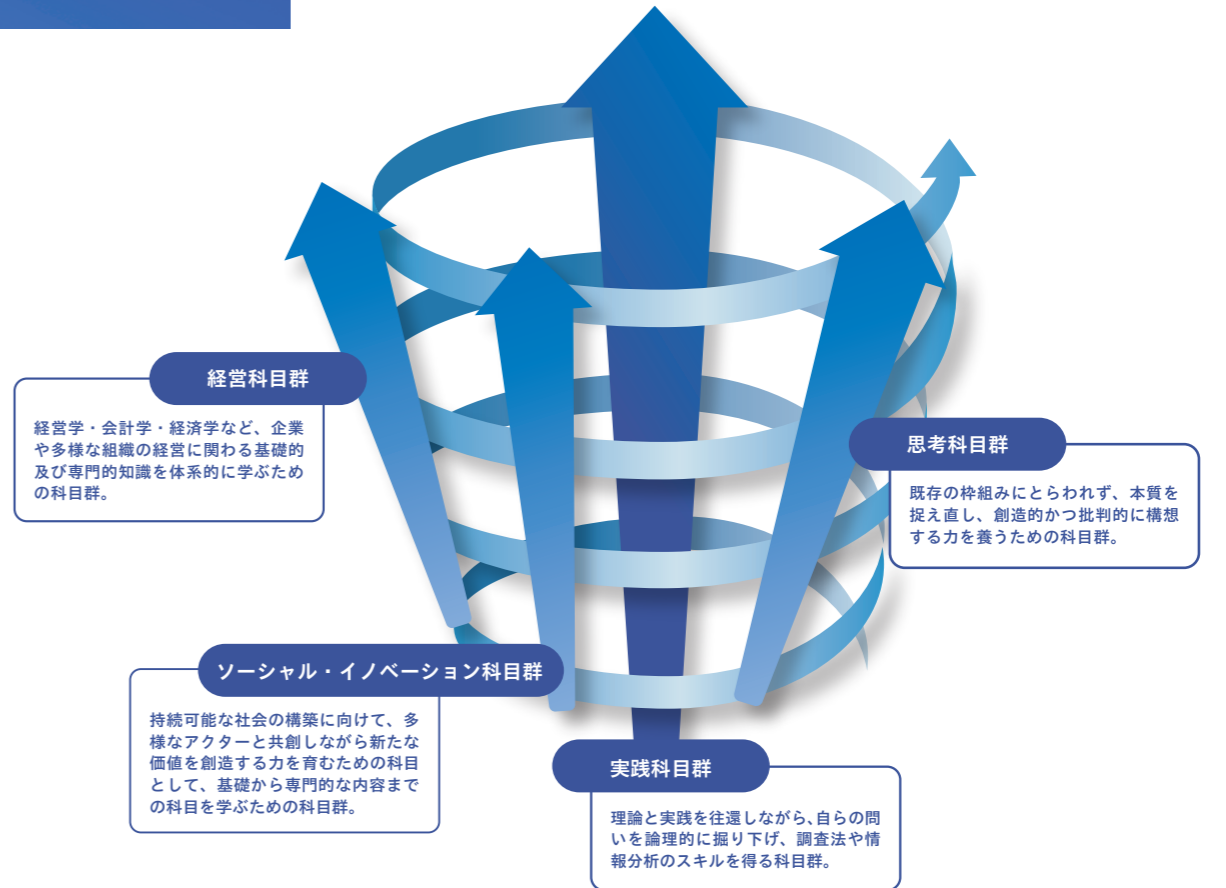 経営科目群
経営学・会計学・経済学など、企業
や多様な組織の経営に関わる基礎的
及び専門的知識を体系的に学ぶため
の科目群。
思考科目群
既存の枠組みにとらわれず、本質を
捉え直し、創造的かつ批判的に構想
する力を養うための科目群。
ソーシャル・イノベーション科目群
持続可能な社会の構築に向けて、多
様なアクターと共創しながら新たな
価値を創造する力を育むための科目
として、基礎から専門的な内容まで
の科目を学ぶための科目群。
実践科目群
理論と実践を往還しながら、自らの問
いを論理的に掘り下げ、調査法や情
報分析のスキルを得る科目群。